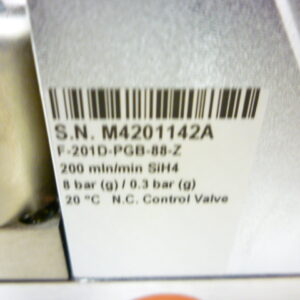 S.N. M4201142A
F-201D-PGB-88-Z
200 mln/min SiH4
8 bar (g) / 0.3 bar (g)
20 °C N.C. Control Valve